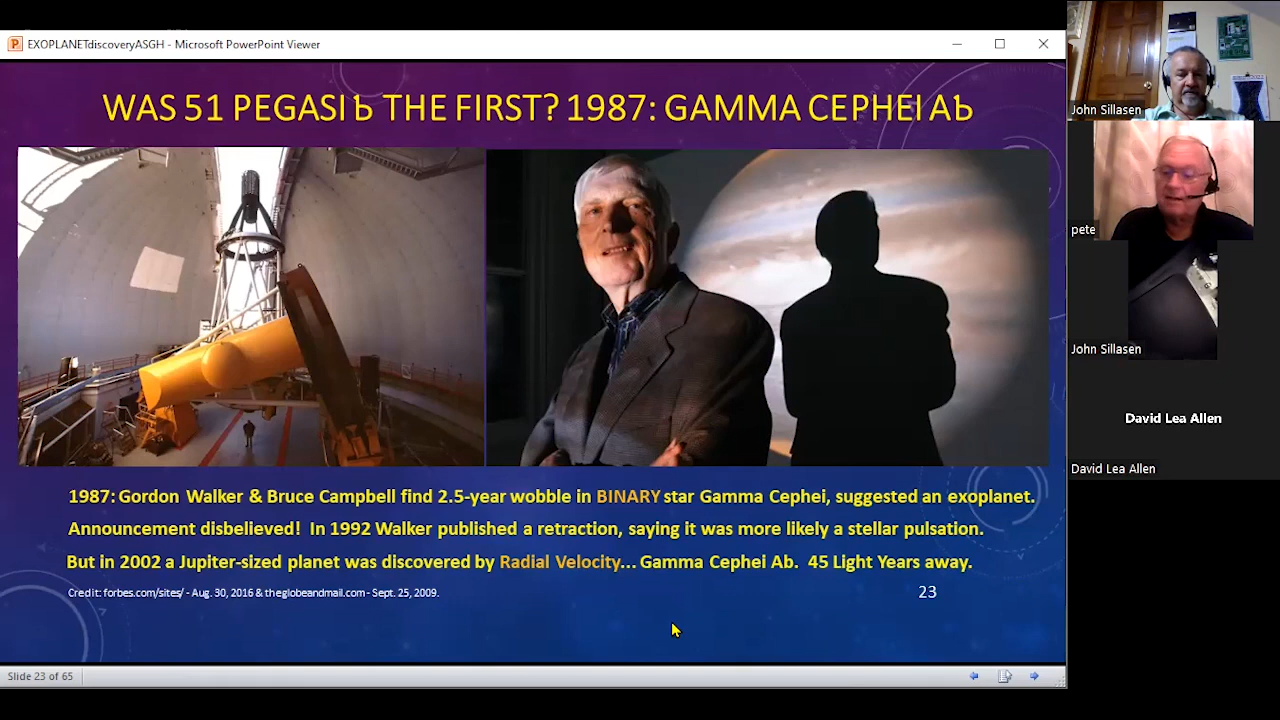 EXOPLANETdiscoveryASGH - Microsoft PowerPoint Viewer
WAS 51 PEGASI Ь THE FIRST? 1987: GAMMA CEPHEI AЬ
1987: Gordon Walker & Bruce Campbell find 2.5-year wobble in BINARY star Gamma Cephei, suggested an exoplanet.
Announcement disbelieved! In 1992 Walker published a retraction, saying it was more likely a stellar pulsation.
But in 2002 a Jupiter-sized planet was discovered by Radial Velocity... Gamma Cephei Ab. 45 Light Years away.
Credit: forbes.com/sites/ - Aug. 30, 2016 & theglobeandmail.com - Sept. 25, 2009.
23
Slide 23 of 65
John Sillasen
pete
John Sillasen
David Lea Allen
David Lea Allen